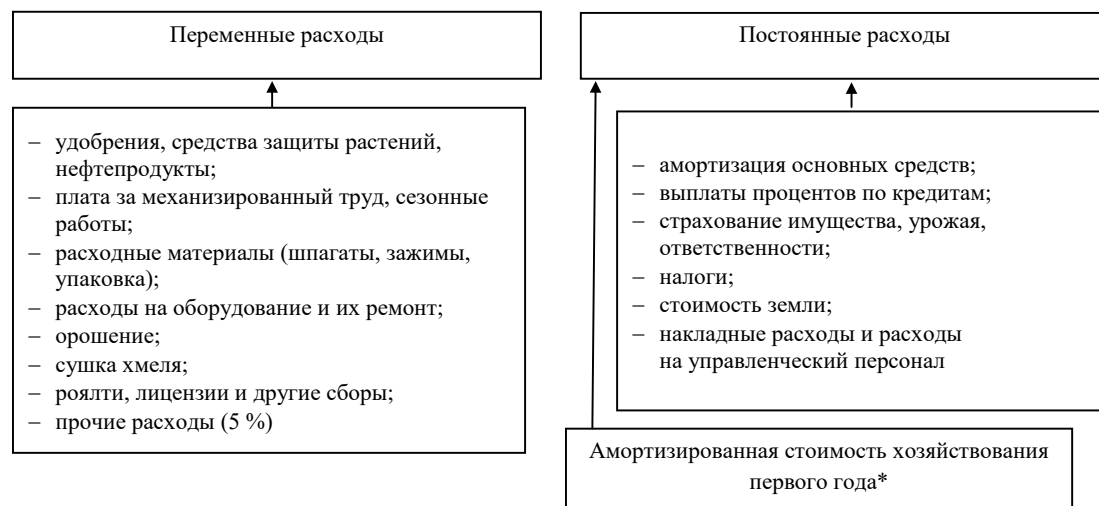 Переменные расходы
– удобрения, средства защиты растений,
нефтепродукты;
– плата за механизированный труд, сезонные
работы;
– расходные материалы (шпагаты, зажимы,
упаковка);
– расходы на оборудование и их ремонт;
– орошение;
– сушка хмеля;
– роялти, лицензии и другие сборы;
– прочие расходы (5 %)
Постоянные расходы
– амортизация основных средств;
– выплаты процентов по кредитам;
– страхование имущества, урожая,
ответственности;
– налоги;
– стоимость земли;
– накладные расходы и расходы
на управленческий персонал
Амортизированная стоимость хозяйствования
первого года*